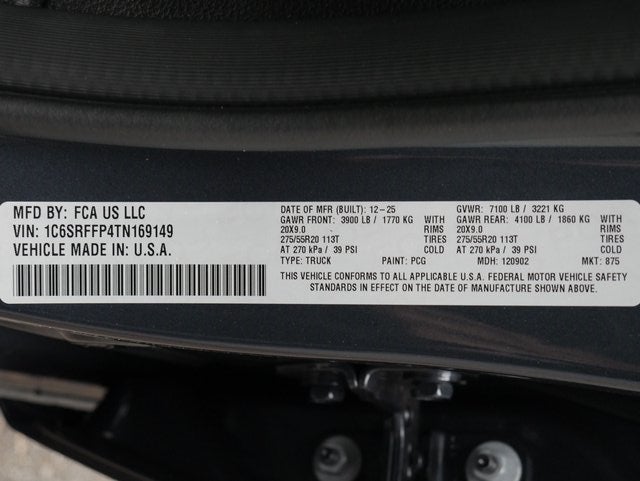 MFD BY: FCA US LLC
VIN: 1C6SRFFP4TN169149
VEHICLE MADE IN: U.S.A.
DATE OF MFR (BUILT): 12-25 GVWR: 7100 LB / 3221 KG
GAWR FRONT: 3900 LB / 1770 KG WITH GAWR REAR: 4100 LB / 1860 KG WITH
20X9.0 RIMS 20X9.0 RIMS
275/55R20 113T TIRES 275/55R20 113T TIRES
AT 270 kPa / 39 PSI COLD AT 270 kPa / 39 PSI COLD
TYPE: TRUCK PAINT: PCG MDH: 120902 MKT: 875
THIS VEHICLE CONFORMS TO ALL APPLICABLE U.S.A. FEDERAL MOTOR VEHICLE SAFETY
STANDARDS IN EFFECT ON THE DATE OF MANUFACTURE SHOWN ABOVE.